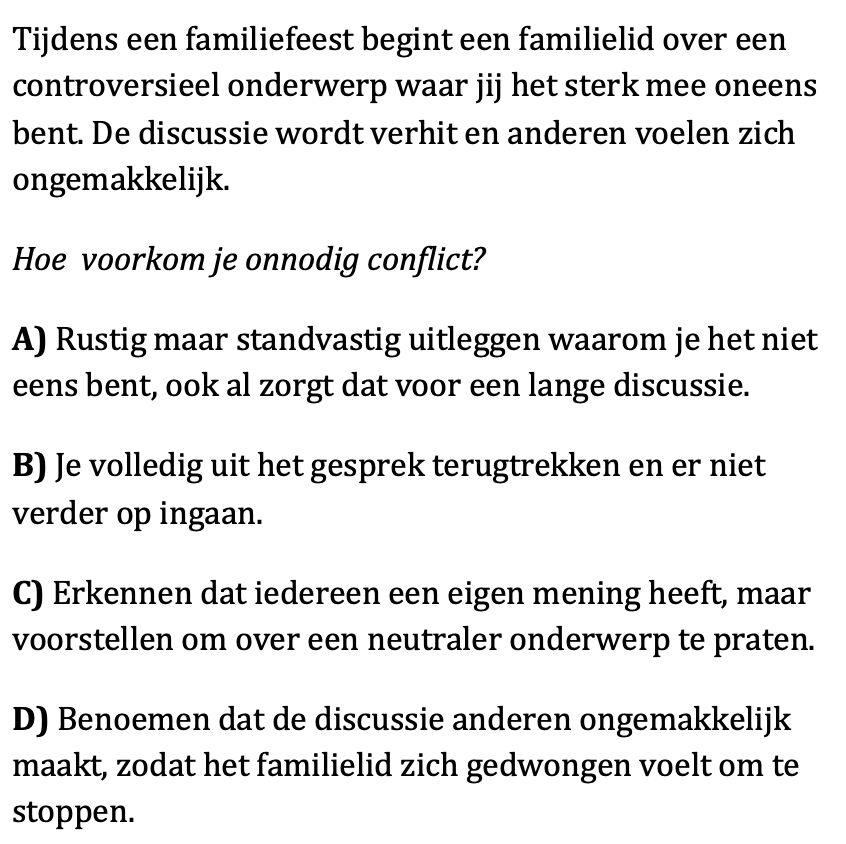 Tijdens een familiefeest begint een familielid over een
controversieel onderwerp waar jij het sterk mee oneens
bent. De discussie wordt verhit en anderen voelen zich
ongemakkelijk.
Hoe  voorkom je onnodig conflict?
A) Rustig maar standvastig uitleggen waarom je het niet
eens bent, ook al zorgt dat voor een lange discussie.
B) Je volledig uit het gesprek terugtrekken en er niet
verder op ingaan.
C) Erkennen dat iedereen een eigen mening heeft, maar
voorstellen om over een neutraler onderwerp te praten.
D) Benoemen dat de discussie anderen ongemakkelijk
maakt, zodat het familielid zich gedwongen voelt om te
stoppen.